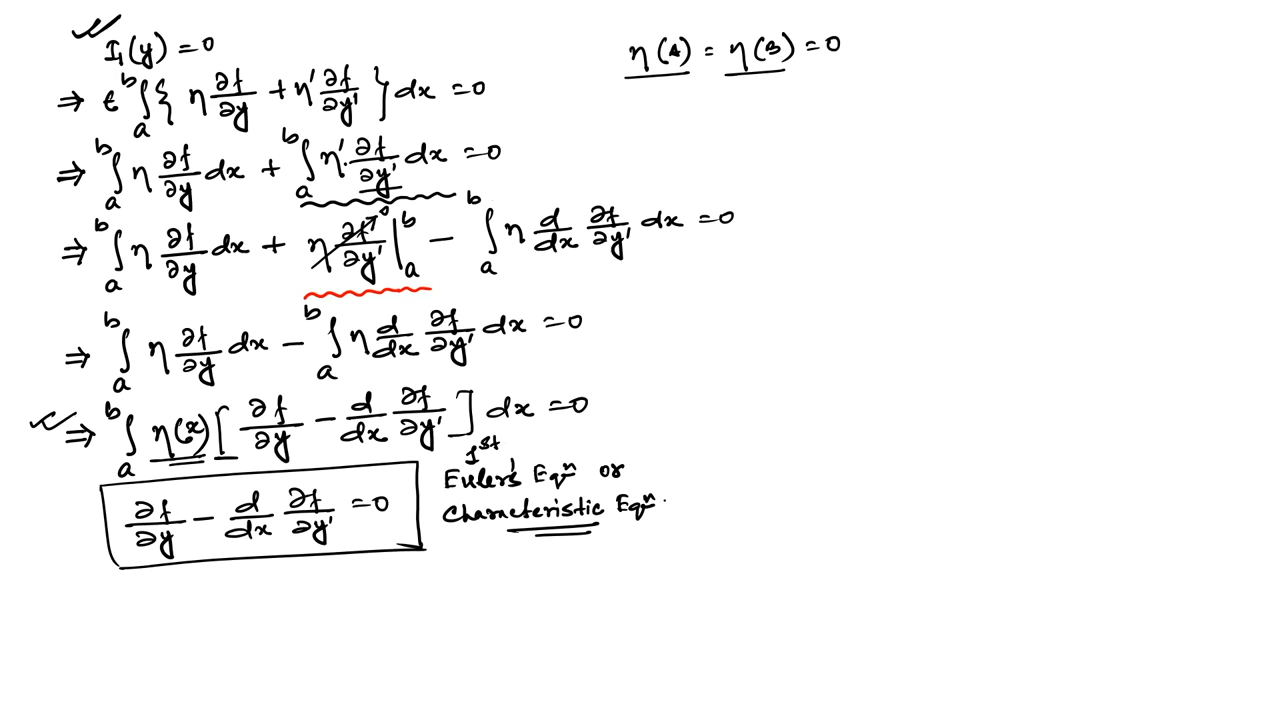 I₁(y) = 0
η(A) = η(B) = 0
⇒ ε ∫ₐᵇ { η ∂f/∂y + η' ∂f/∂y' } dx = 0
⇒ ∫ₐᵇ η ∂f/∂y dx + ∫ₐᵇ η' · ∂f/∂y' dx = 0
⇒ ∫ₐᵇ η ∂f/∂y dx + η ∂f/∂y' |ₐᵇ →0 − ∫ₐᵇ η d/dx ∂f/∂y' dx = 0
⇒ ∫ₐᵇ η ∂f/∂y dx − ∫ₐᵇ η d/dx ∂f/∂y' dx = 0
⇒ ∫ₐᵇ η(x) [ ∂f/∂y − d/dx ∂f/∂y' ] dx = 0
1st
Euler's Eqⁿ or
∂f/∂y − d/dx ∂f/∂y' = 0
Characteristic Eqⁿ.